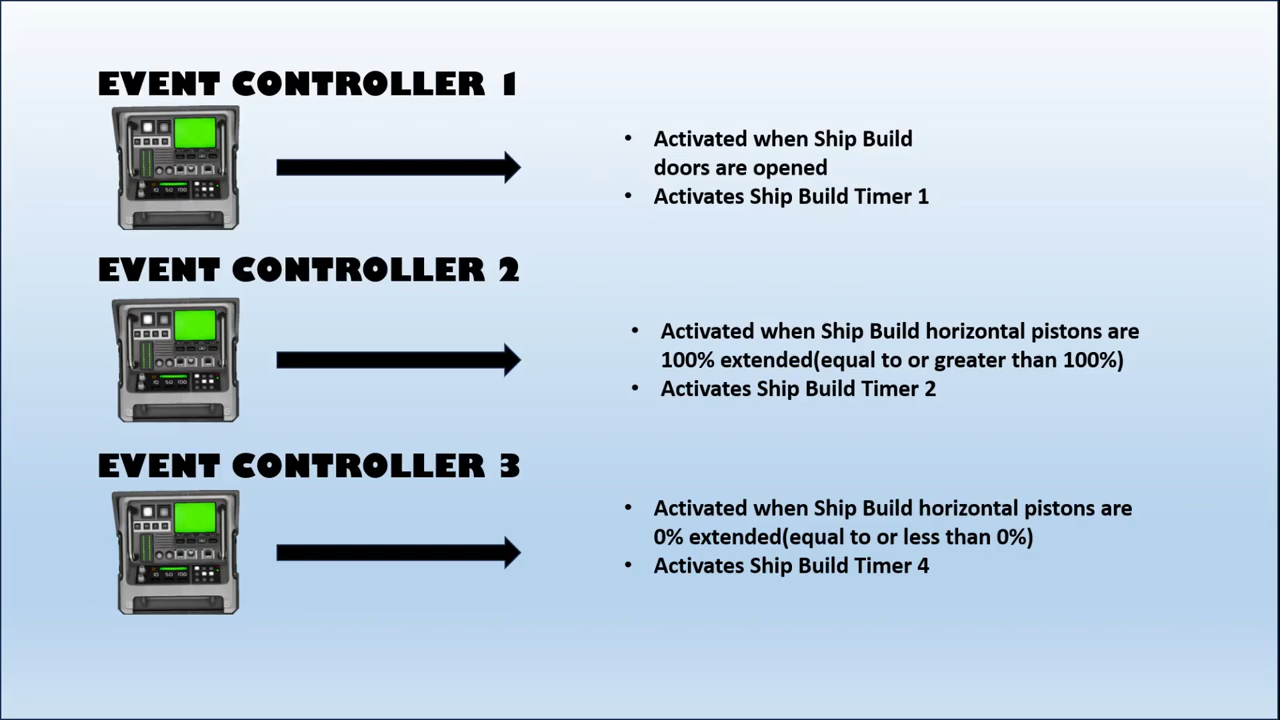 EVENT CONTROLLER 1
• Activated when Ship Build
doors are opened
• Activates Ship Build Timer 1
EVENT CONTROLLER 2
• Activated when Ship Build horizontal pistons are
100% extended(equal to or greater than 100%)
• Activates Ship Build Timer 2
EVENT CONTROLLER 3
• Activated when Ship Build horizontal pistons are
0% extended(equal to or less than 0%)
• Activates Ship Build Timer 4